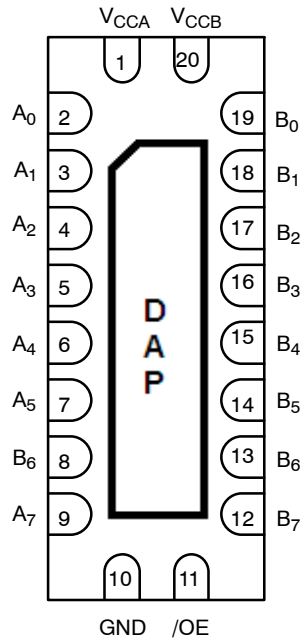 VCCA VCCB
1 20
A0 2 19 B0
A1 3 18 B1
A2 4 17 B2
A3 5 16 B3
A4 6 15 B4
A5 7 14 B5
B6 8 13 B6
A7 9 12 B7
D
A
P
10 11
GND /OE